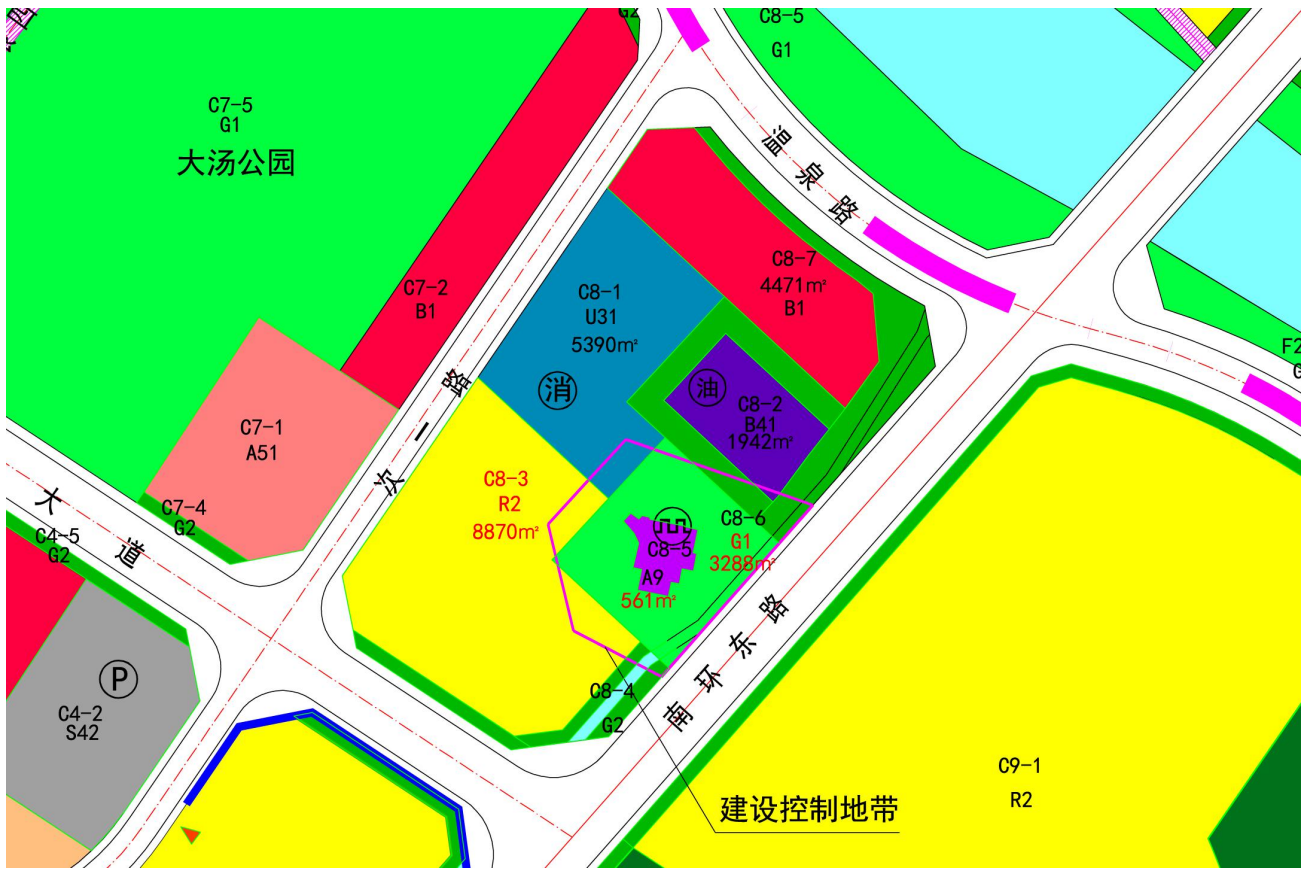 G2
C8-5
G1
C7-5
G1
大汤公园
温泉路
C7-2
B1
C8-7
4471㎡
B1
C8-1
U31
5390㎡
消
油
C8-2
B41
1942㎡
C7-1
A51
次一路
C7-4
G2
C8-3
R2
8870㎡
C8-6
G1
3288㎡
C8-5
A9
561㎡
大道
C4-5
G2
南环东路
C8-4
G2
P
C4-2
S42
C9-1
R2
建设控制地带